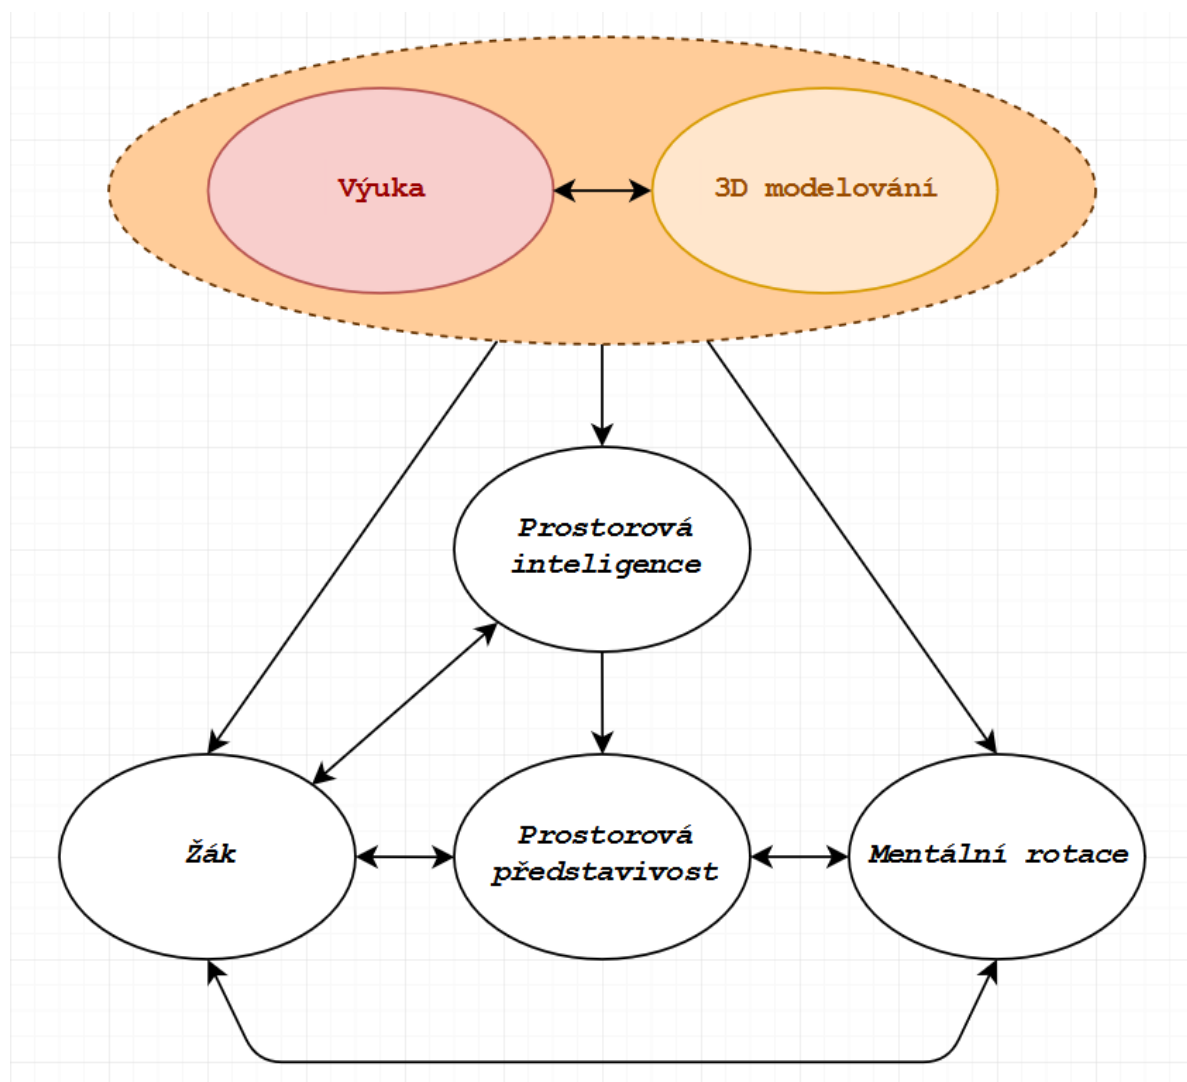 Výuka
3D modelování
Prostorová
inteligence
Žák
Prostorová
představivost
Mentální rotace